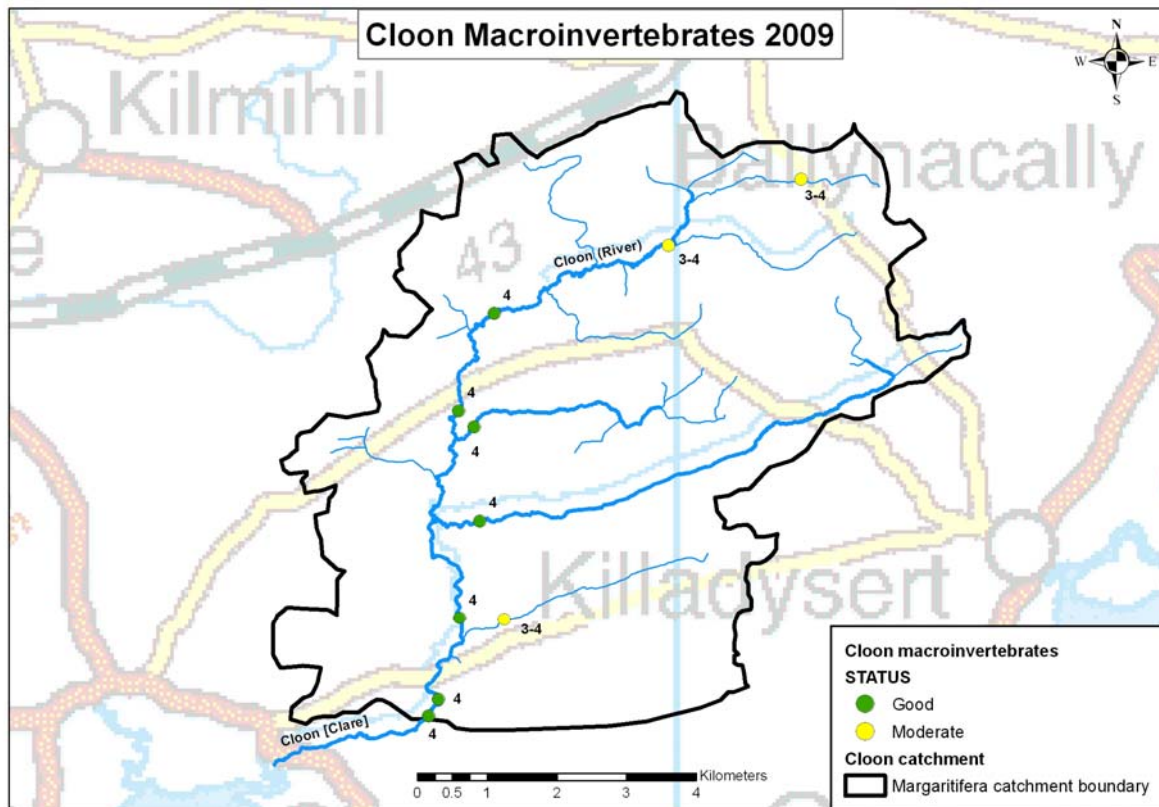 Cloon Macroinvertebrates 2009
N
W E
S
Kilmihil
Ballynacally
3-4
e
43
Cloon (River)
3-4
4
4
4
4
Killadysert
4
3-4
4
4
Cloon [Clare]
Kilometers
0 0.5 1 2 3 4
Cloon macroinvertebrates
STATUS
Good
Moderate
Cloon catchment
Margaritifera catchment boundary